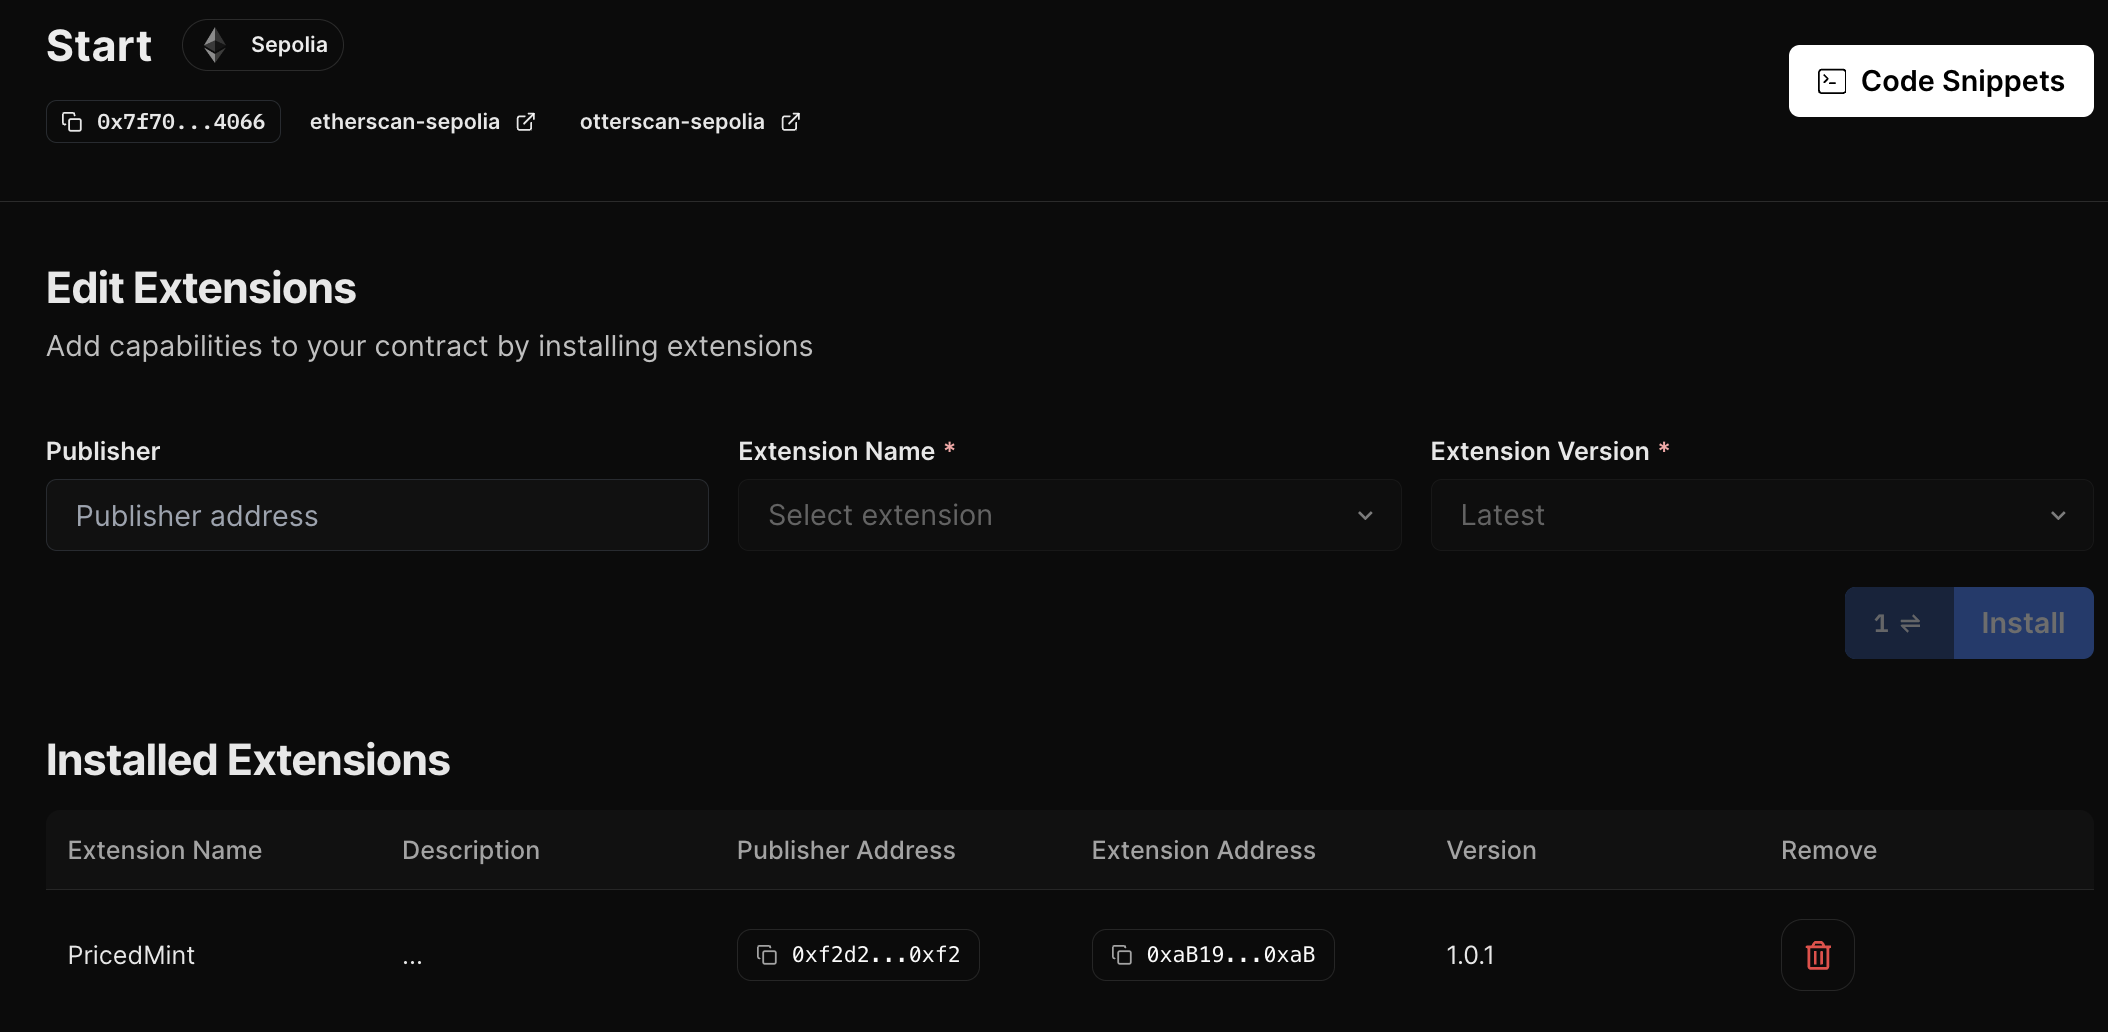 Start
Sepolia
Code Snippets
0x7f70...4066
etherscan-sepolia
otterscan-sepolia
Edit Extensions
Add capabilities to your contract by installing extensions
Publisher
Extension Name *
Extension Version *
Publisher address
Select extension
Latest
1 ⇌
Install
Installed Extensions
Extension Name
Description
Publisher Address
Extension Address
Version
Remove
PricedMint
...
0xf2d2...0xf2
0xaB19...0xaB
1.0.1